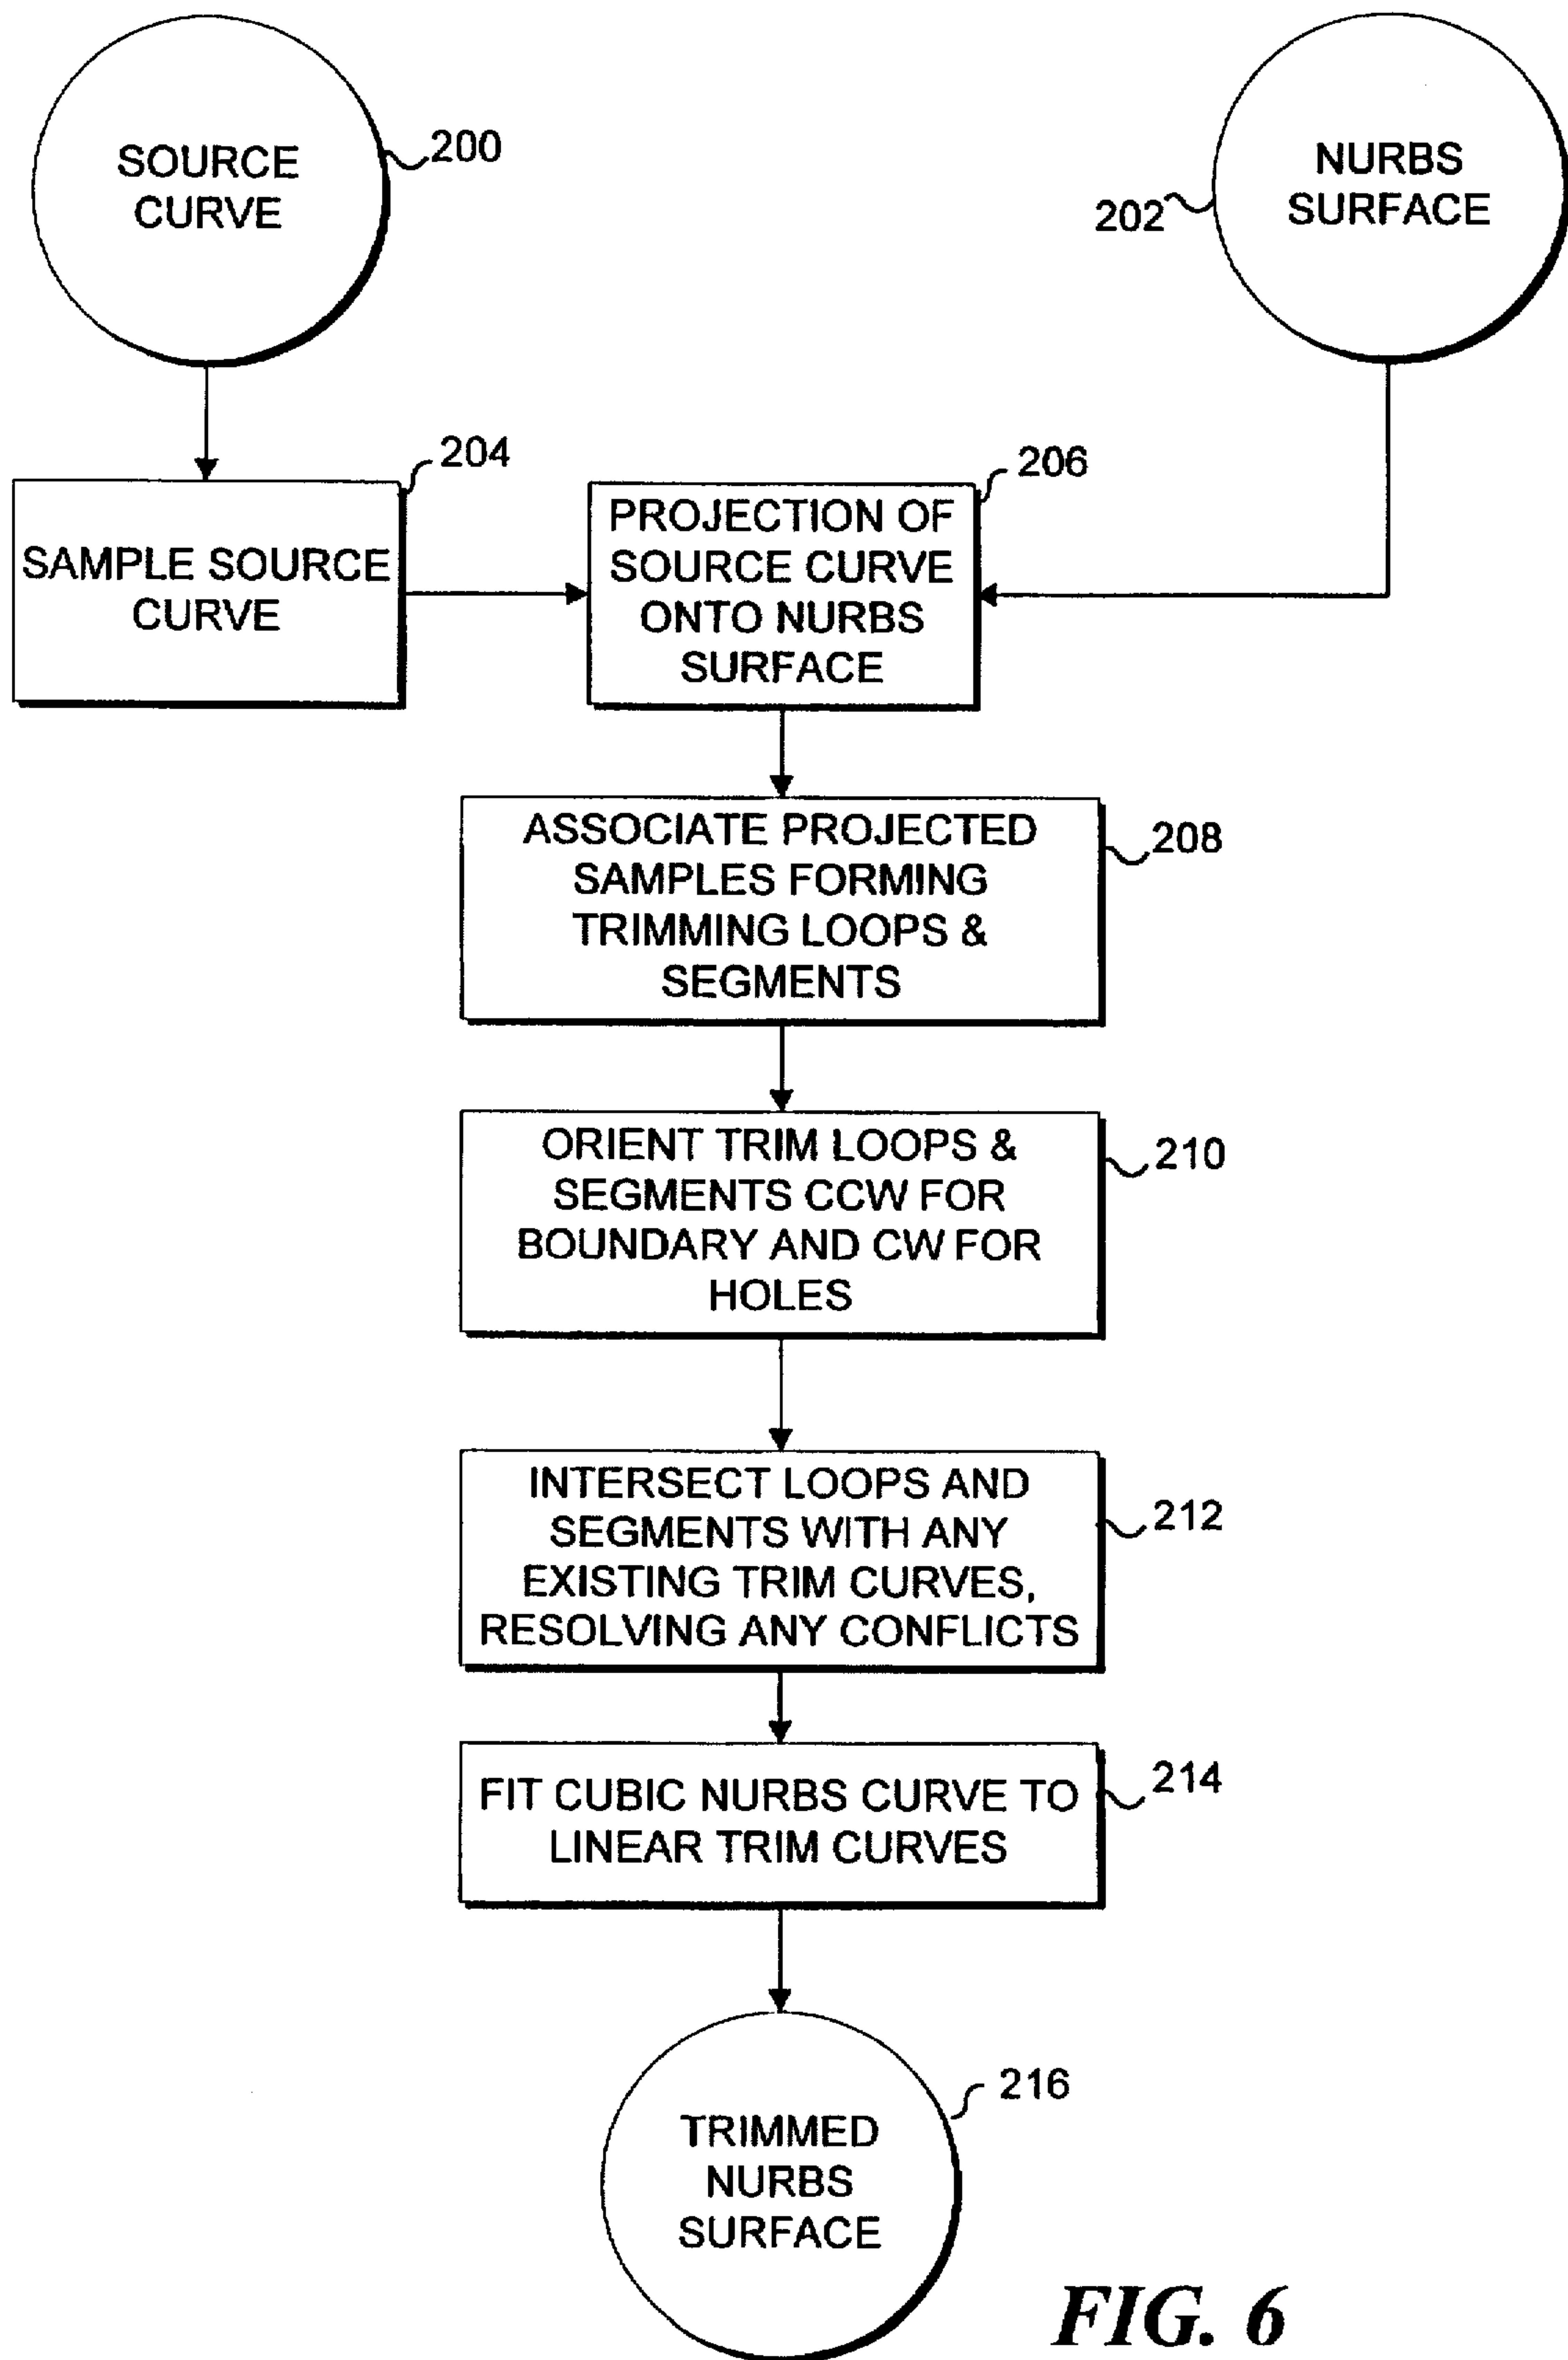 SOURCE
CURVE
200
NURBS
SURFACE
202
204
SAMPLE SOURCE
CURVE
206
PROJECTION OF
SOURCE CURVE
ONTO NURBS
SURFACE
ASSOCIATE PROJECTED
SAMPLES FORMING
TRIMMING LOOPS &
SEGMENTS
208
ORIENT TRIM LOOPS &
SEGMENTS CCW FOR
BOUNDARY AND CW FOR
HOLES
210
INTERSECT LOOPS AND
SEGMENTS WITH ANY
EXISTING TRIM CURVES,
RESOLVING ANY CONFLICTS
212
FIT CUBIC NURBS CURVE TO
LINEAR TRIM CURVES
214
TRIMMED
NURBS
SURFACE
216
FIG. 6